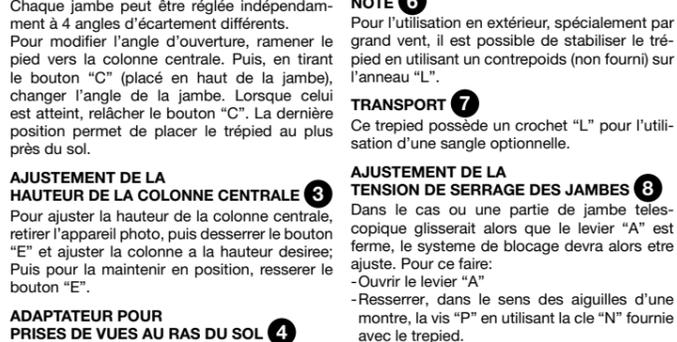 Chaque jambe peut être réglée indépendam-
ment à 4 angles d'écartement différents.
Pour modifier l'angle d'ouverture, ramener le
pied vers la colonne centrale. Puis, en tirant
le bouton “C” (placé en haut de la jambe),
changer l'angle de la jambe. Lorsque celui
est atteint, relâcher le bouton “C”. La dernière
position permet de placer le trépied au plus
près du sol.
AJUSTEMENT DE LA
HAUTEUR DE LA COLONNE CENTRALE 3
Pour ajuster la hauteur de la colonne centrale,
retirer l'appareil photo, puis desserrer le bouton
“E” et ajuster la colonne a la hauteur desiree;
Puis pour la maintenir en position, resserer le
bouton “E”.
ADAPTATEUR POUR
PRISES DE VUES AU RAS DU SOL 4
NOTE 6
Pour l'utilisation en extérieur, spécialement par
grand vent, il est possible de stabiliser le tré-
pied en utilisant un contrepoids (non fourni) sur
l'anneau “L”.
TRANSPORT 7
Ce trepied possède un crochet “L” pour l'utili-
sation d'une sangle optionnelle.
AJUSTEMENT DE LA
TENSION DE SERRAGE DES JAMBES 8
Dans le cas ou une partie de jambe teles-
copique glisserait alors que le levier “A” est
ferme, le systeme de blocage devra alors etre
ajuste. Pour ce faire:
-Ouvrir le levier “A”
-Resserrer, dans le sens des aiguilles d'une
montre, la vis “P” en utilisant la cle “N” fournie
avec le trepied.